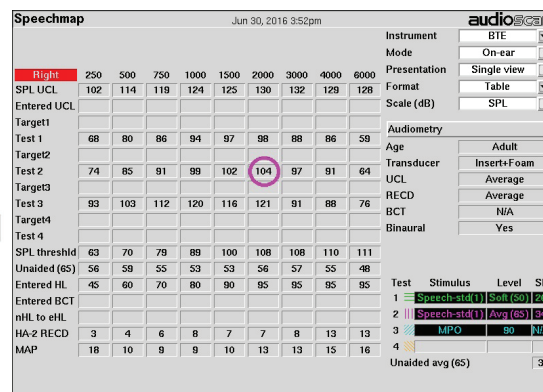 Speechmap Jun 30, 2016 3:52pm audioscan
Instrument BTE
Mode On-ear
Presentation Single view
Format Table
Scale (dB) SPL
Audiometry
Age Adult
Transducer Insert+Foam
UCL Average
RECD Average
BCT N/A
Binaural Yes
Right 250 500 750 1000 1500 2000 3000 4000 6000
SPL UCL 102 114 119 124 125 130 132 129 128
Entered UCL
Target1
Test 1 68 80 86 94 97 98 88 86 59
Target2
Test 2 74 85 91 99 102 104 97 91 64
Target3
Test 3 93 103 112 120 116 121 91 88 76
Target4
Test 4
SPL threshld 63 70 79 89 100 108 108 110 111
Unaided (65) 56 59 55 53 53 56 57 55 48
Entered HL 45 60 70 80 90 95 95 95 95
Entered BCT
nHL to eHL
HA-2 RECD 3 4 6 8 7 7 8 13 13
MAP 18 10 9 9 10 13 13 15 16
Test Stimulus Level
1 Speech-std(1) Soft (50)
2 Speech-std(1) Avg (65)
3 MPO 90
4
Unaided avg (65)